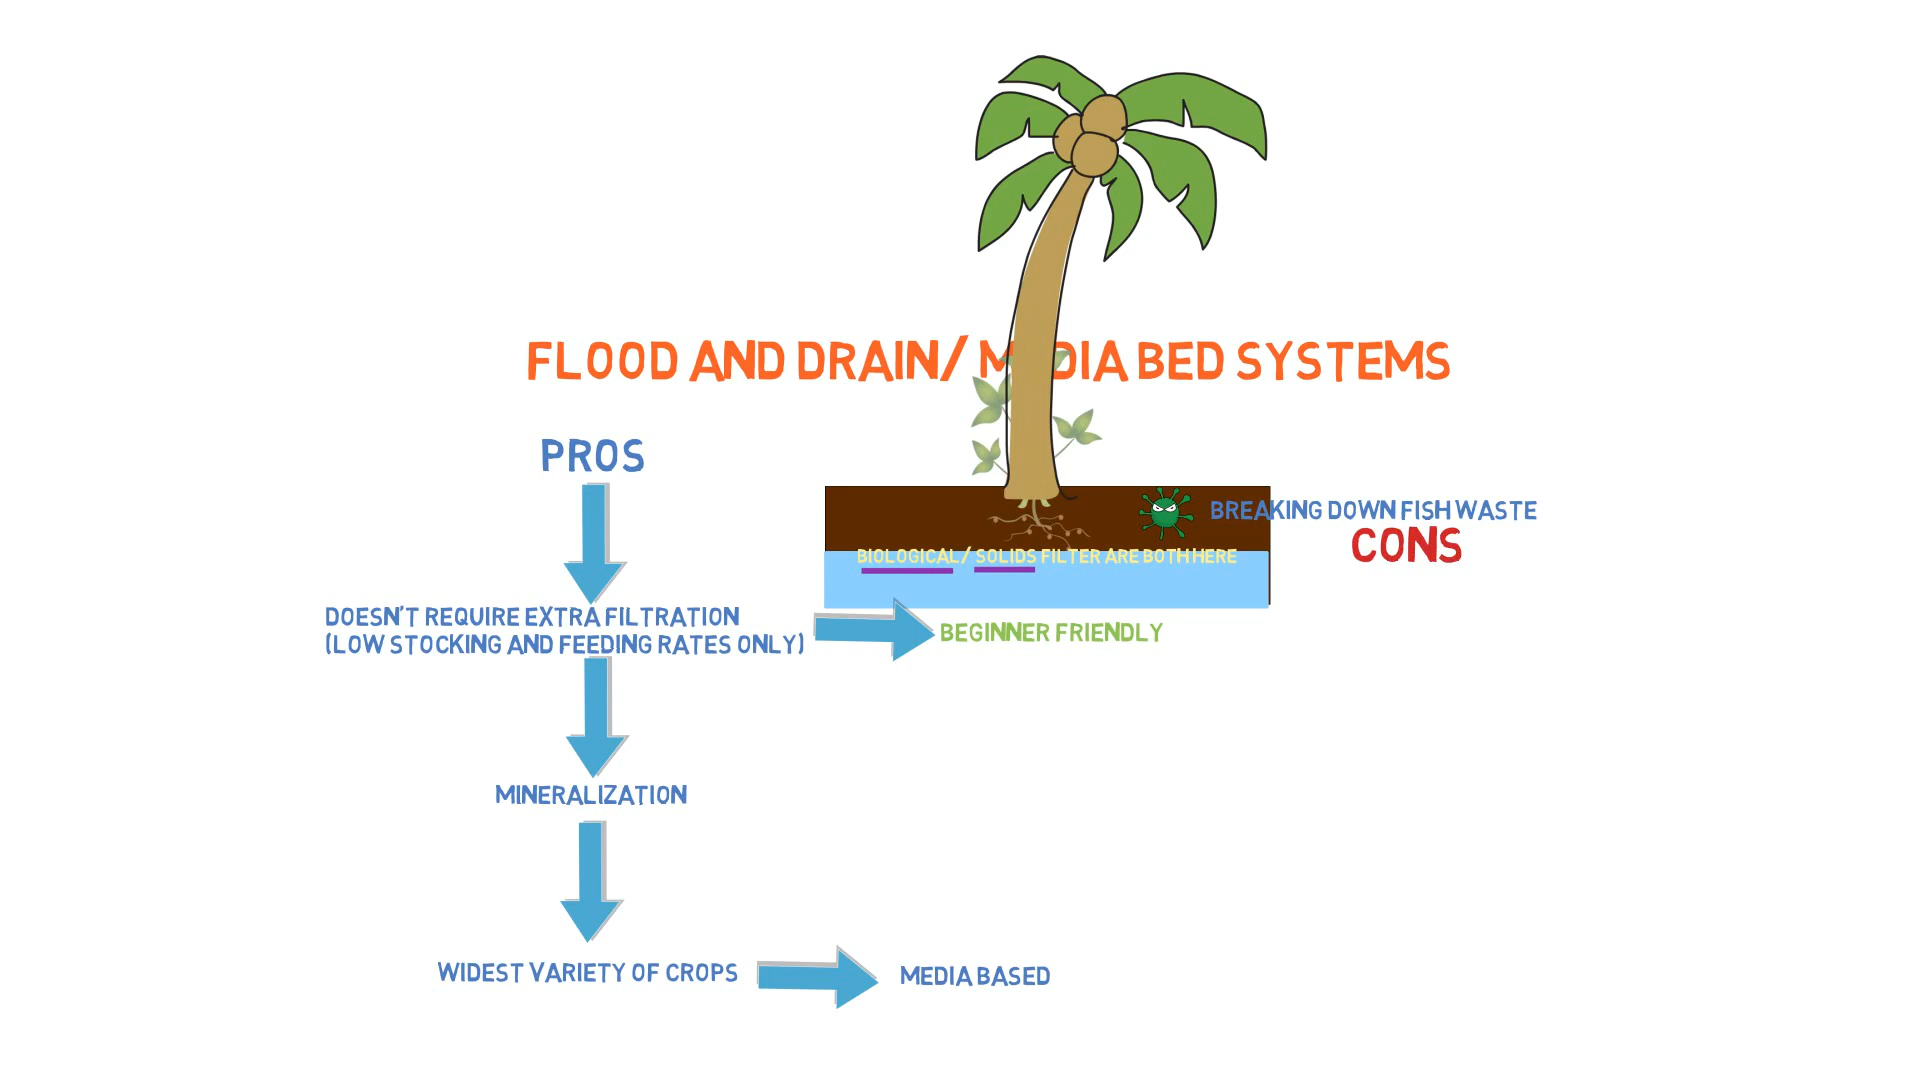 FLOOD AND DRAIN/ MEDIA BED SYSTEMS
PROS
BREAKING DOWN FISH WASTE
CONS
BIOLOGICAL/ SOLIDS FILTER ARE BOTH HERE
DOESN'T REQUIRE EXTRA FILTRATION
(LOW STOCKING AND FEEDING RATES ONLY)
BEGINNER FRIENDLY
MINERALIZATION
WIDEST VARIETY OF CROPS
MEDIA BASED